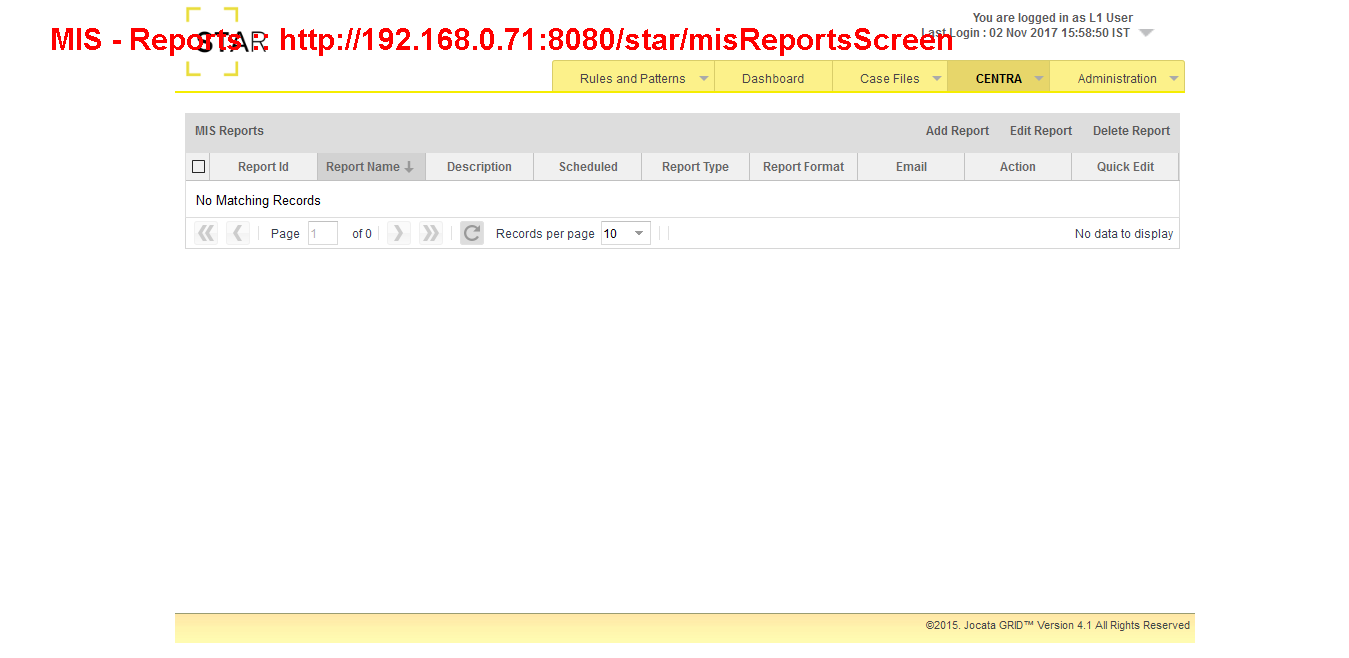 You are logged in as L1 User
MIS - Reports : : http://192.168.0.71:8080/star/misReportsScreen
STAR
Last Login : 02 Nov 2017 15:58:50 IST
Rules and Patterns Dashboard Case Files CENTRA Administration
MIS Reports Add Report Edit Report Delete Report
Report Id Report Name Description Scheduled Report Type Report Format Email Action Quick Edit
No Matching Records
Page 1 of 0 Records per page 10 No data to display
©2015. Jocata GRID™ Version 4.1 All Rights Reserved